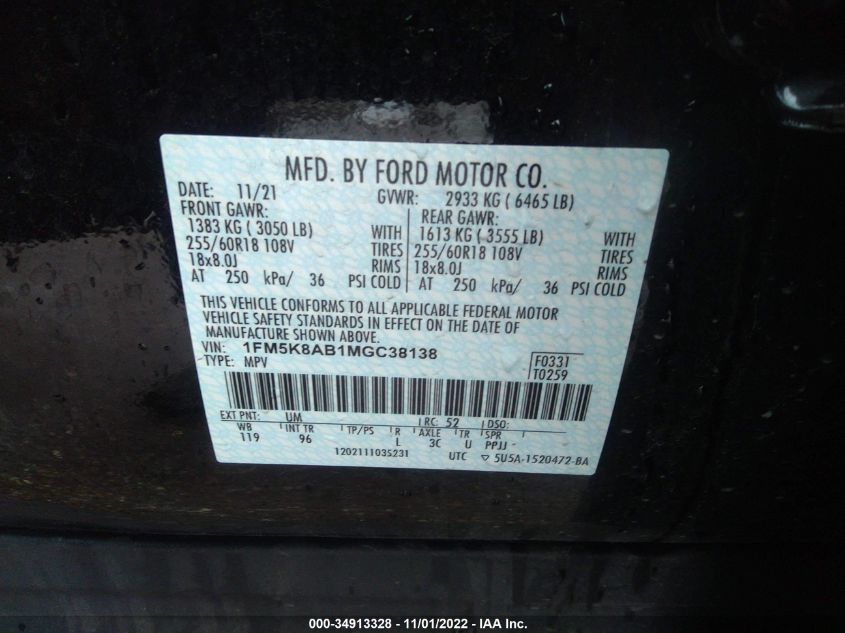 MFD. BY FORD MOTOR CO.
DATE: 11/21 GVWR: 2933 KG ( 6465 LB)
FRONT GAWR: REAR GAWR:
1383 KG ( 3050 LB) WITH 1613 KG ( 3555 LB) WITH
255/60R18 108V TIRES 255/60R18 108V TIRES
18x8.0J RIMS 18x8.0J RIMS
AT 250 kPa/ 36 PSI COLD AT 250 kPa/ 36 PSI COLD
THIS VEHICLE CONFORMS TO ALL APPLICABLE FEDERAL MOTOR
VEHICLE SAFETY STANDARDS IN EFFECT ON THE DATE OF
MANUFACTURE SHOWN ABOVE.
VIN: 1FM5K8AB1MGC38138 F0331
TYPE: MPV T0259
EXT PNT: UM RC: 52 DSO:
WB INT TR TP/PS R AXLE TR SPR
119 96 L 3C U PPJJ
1202111035231 UTC ▽ 5U5A-1520472-BA
000-34913328 - 11/01/2022 - IAA Inc.